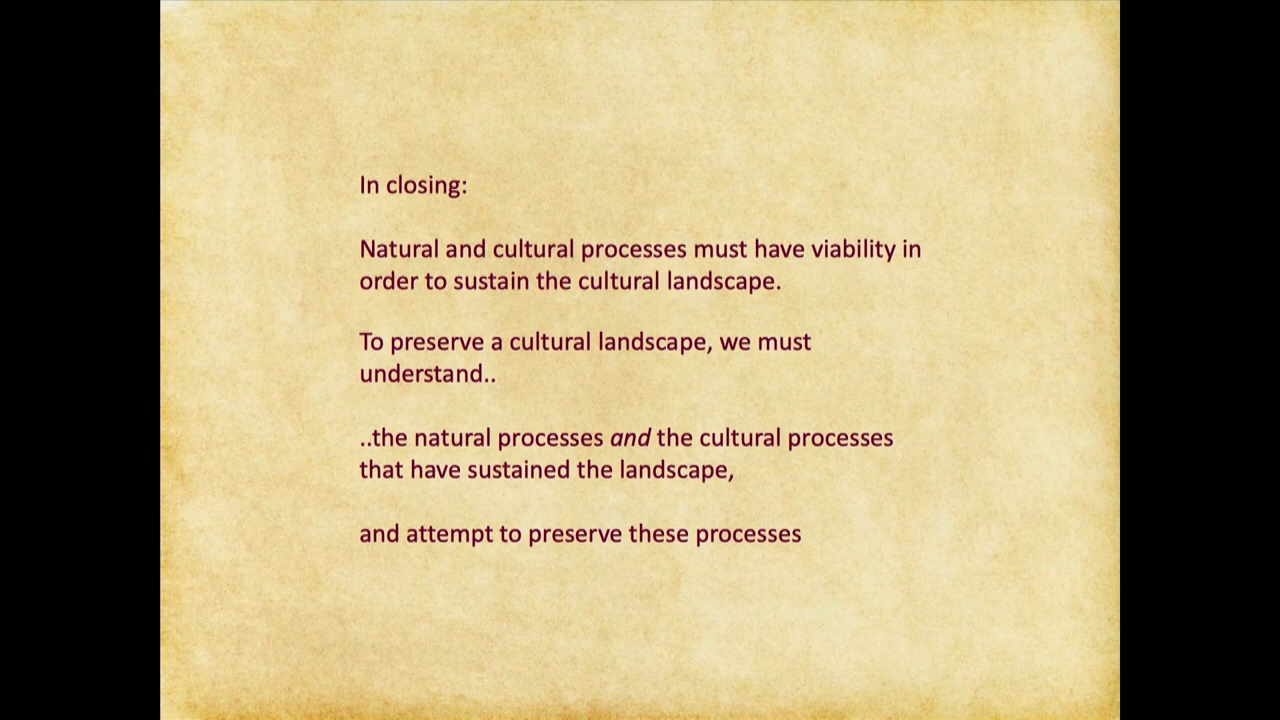 In closing:
Natural and cultural processes must have viability in
order to sustain the cultural landscape.
To preserve a cultural landscape, we must
understand..
..the natural processes and the cultural processes
that have sustained the landscape,
and attempt to preserve these processes